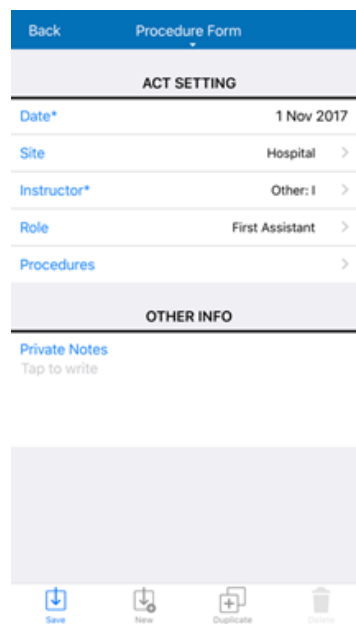 Back Procedure Form
ACT SETTING
Date* 1 Nov 2017
Site Hospital
Instructor* Other: I
Role First Assistant
Procedures
OTHER INFO
Private Notes
Tap to write
Save New Duplicate Delete